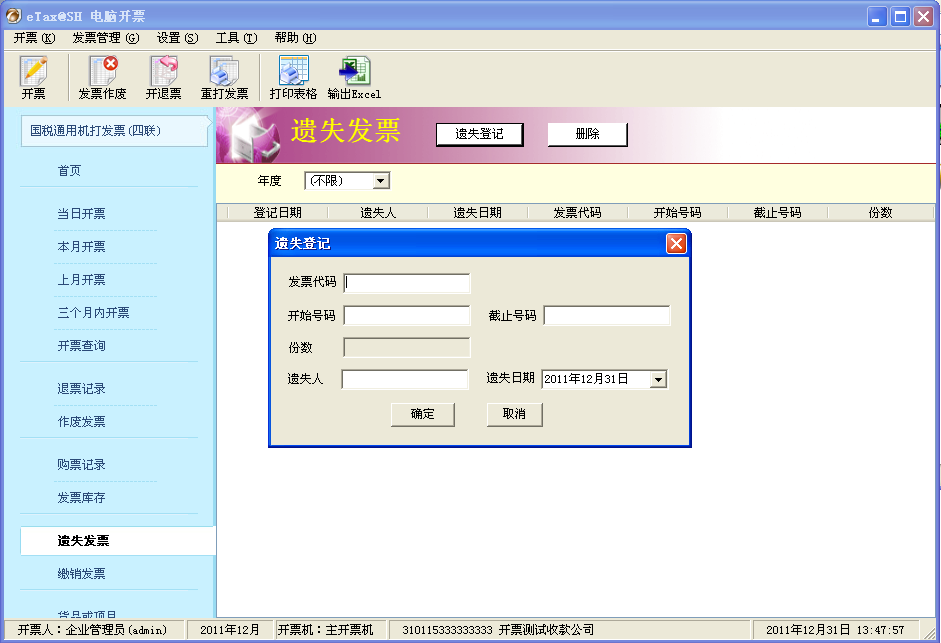 eTax@SH 电脑开票
开票(K) 发票管理(G) 设置(S) 工具(T) 帮助(H)
开票 发票作废 开退票 重打发票 打印表格 输出Excel
国税通用机打发票(四联)
首页
当日开票
本月开票
上月开票
三个月内开票
开票查询
退票记录
作废发票
购票记录
发票库存
遗失发票
缴销发票
货品或项目
遗失发票 遗失登记 删除
年度 (不限)
登记日期 遗失人 遗失日期 发票代码 开始号码 截止号码 份数
遗失登记
发票代码
开始号码 截止号码
份数
遗失人 遗失日期 2011年12月31日
确定 取消
开票人：企业管理员(admin) 2011年12月 开票机：主开票机 310115333333333 开票测试收款公司 2011年12月31日 13:47:57